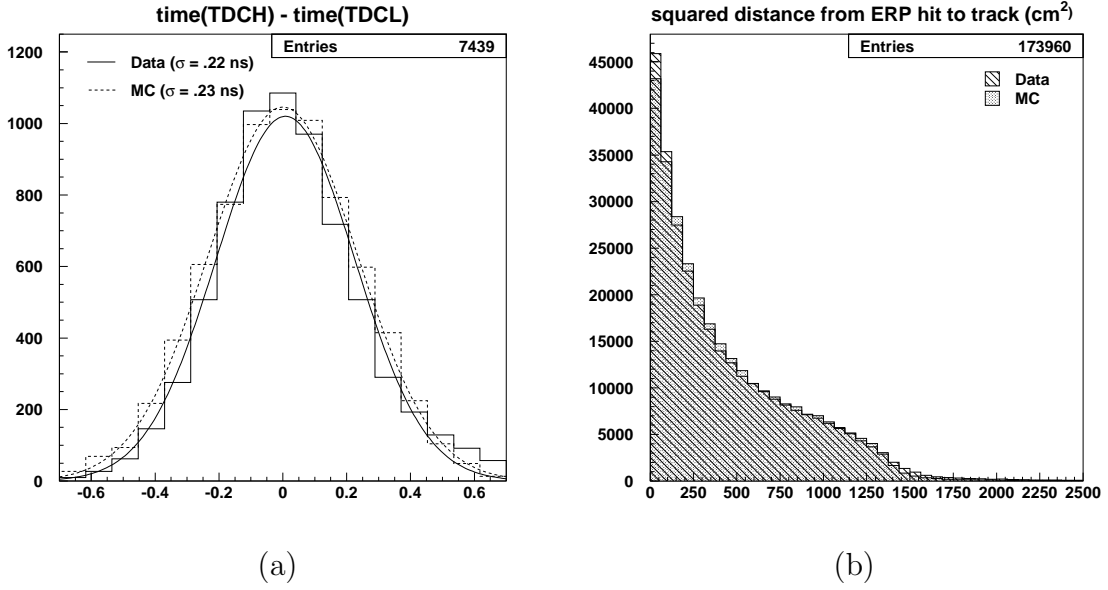 time(TDCH) - time(TDCL)
Entries 7439
Data (σ = .22 ns)
MC (σ = .23 ns)
1200
1000
800
600
400
200
0
-0.6 -0.4 -0.2 0 0.2 0.4 0.6
(a)
squared distance from ERP hit to track (cm²)
Entries 173960
Data
MC
45000
40000
35000
30000
25000
20000
15000
10000
5000
0
0 250 500 750 1000 1250 1500 1750 2000 2250 2500
(b)